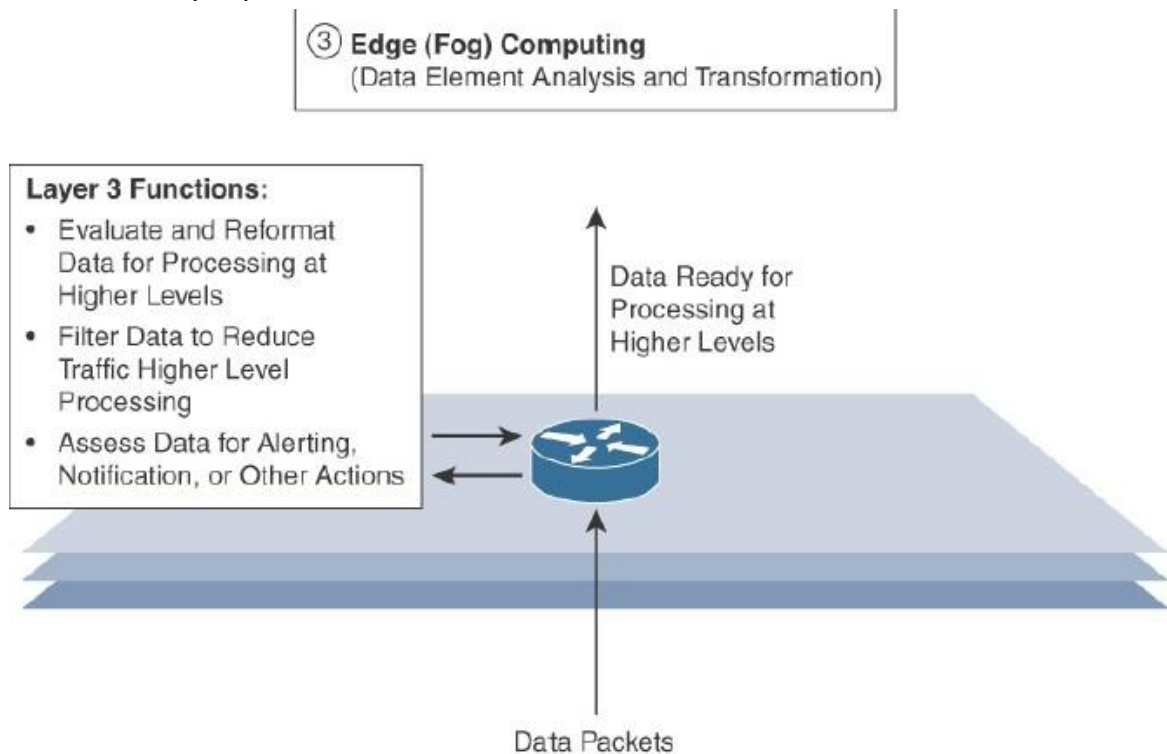 ③ Edge (Fog) Computing
(Data Element Analysis and Transformation)
Layer 3 Functions:
• Evaluate and Reformat
Data for Processing at
Higher Levels
• Filter Data to Reduce
Traffic Higher Level
Processing
• Assess Data for Alerting,
Notification, or Other Actions
Data Ready for
Processing at
Higher Levels
Data Packets